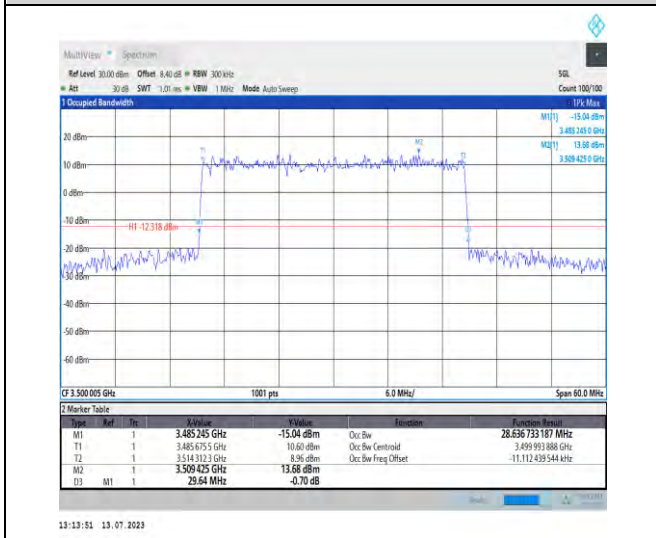 MultiView Spectrum
Ref Level 30.00 dBm Offset 8.40 dB RBW 300 kHz SGL
Att 30 dB SWT 1.01 ms VBW 1 MHz Mode Auto Sweep Count 100/100
1 Occupied Bandwidth 1Pk Max
M1[1] -15.04 dBm
3.485 245 0 GHz
M2[1] 13.68 dBm
3.509 425 0 GHz
20 dBm
M2
T1
T2
10 dBm
0 dBm
-10 dBm
H1 -12.318 dBm
M1
D3
-20 dBm
-30 dBm
-40 dBm
-50 dBm
-60 dBm
CF 3.500 005 GHz 1001 pts 6.0 MHz/ Span 60.0 MHz
2 Marker Table
Type Ref Trc X-Value Y-Value Function Function Result
M1 1 3.485 245 GHz -15.04 dBm Occ Bw 28.636 733 187 MHz
T1 1 3.485 675 5 GHz 10.60 dBm Occ Bw Centroid 3.499 993 888 GHz
T2 1 3.514 312 3 GHz 8.96 dBm Occ Bw Freq Offset -11.112 439 544 kHz
M2 1 3.509 425 GHz 13.68 dBm
D3 M1 1 29.64 MHz -0.70 dB
13:13:51 13.07.2023